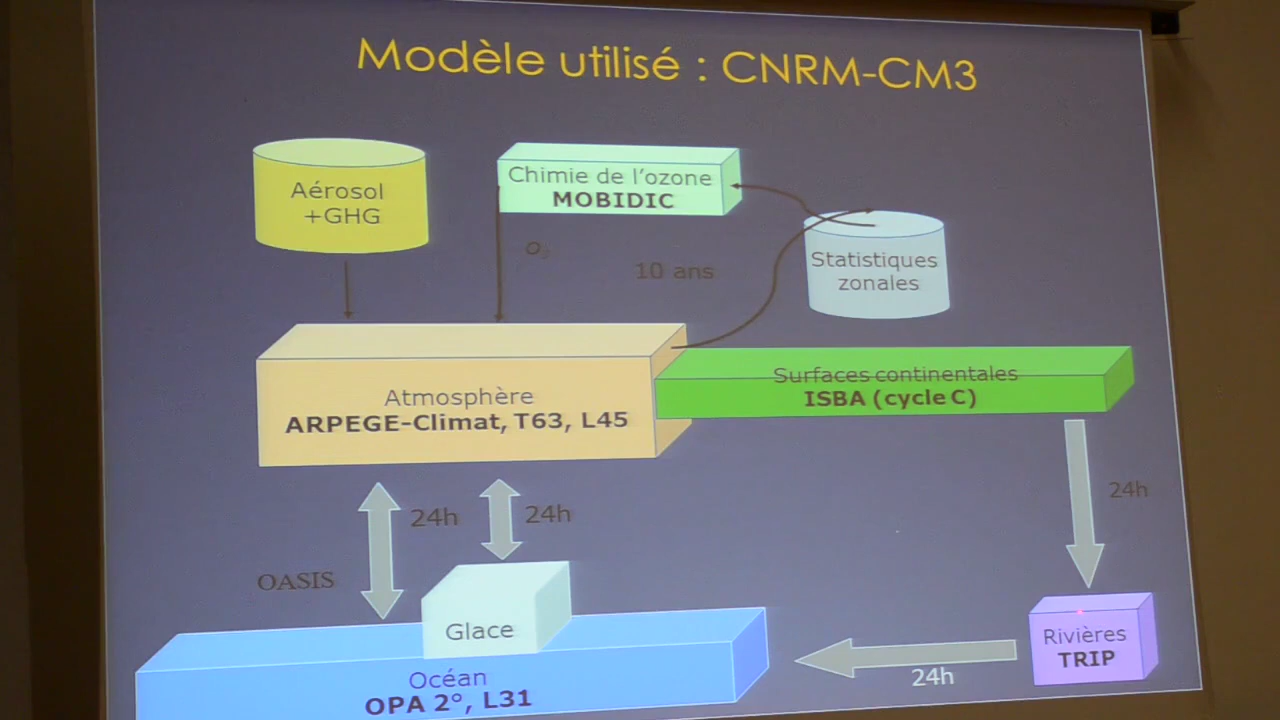 Modèle utilisé : CNRM-CM3
Aérosol
+GHG
Chimie de l'ozone
MOBIDIC
O₃
10 ans
Statistiques
zonales
Atmosphère
ARPEGE-Climat, T63, L45
Surfaces continentales
ISBA (cycle C)
24h
24h
24h
OASIS
Glace
Rivières
TRIP
24h
Océan
OPA 2°, L31